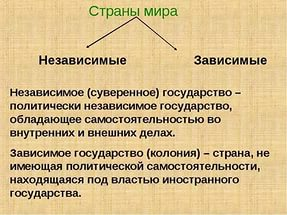 Страны мира
Независимые Зависимые
Независимое (суверенное) государство –
политически независимое государство,
обладающее самостоятельностью во
внутренних и внешних делах.
Зависимое государство (колония) – страна, не
имеющая политической самостоятельности,
находящаяся под властью иностранного
государства.